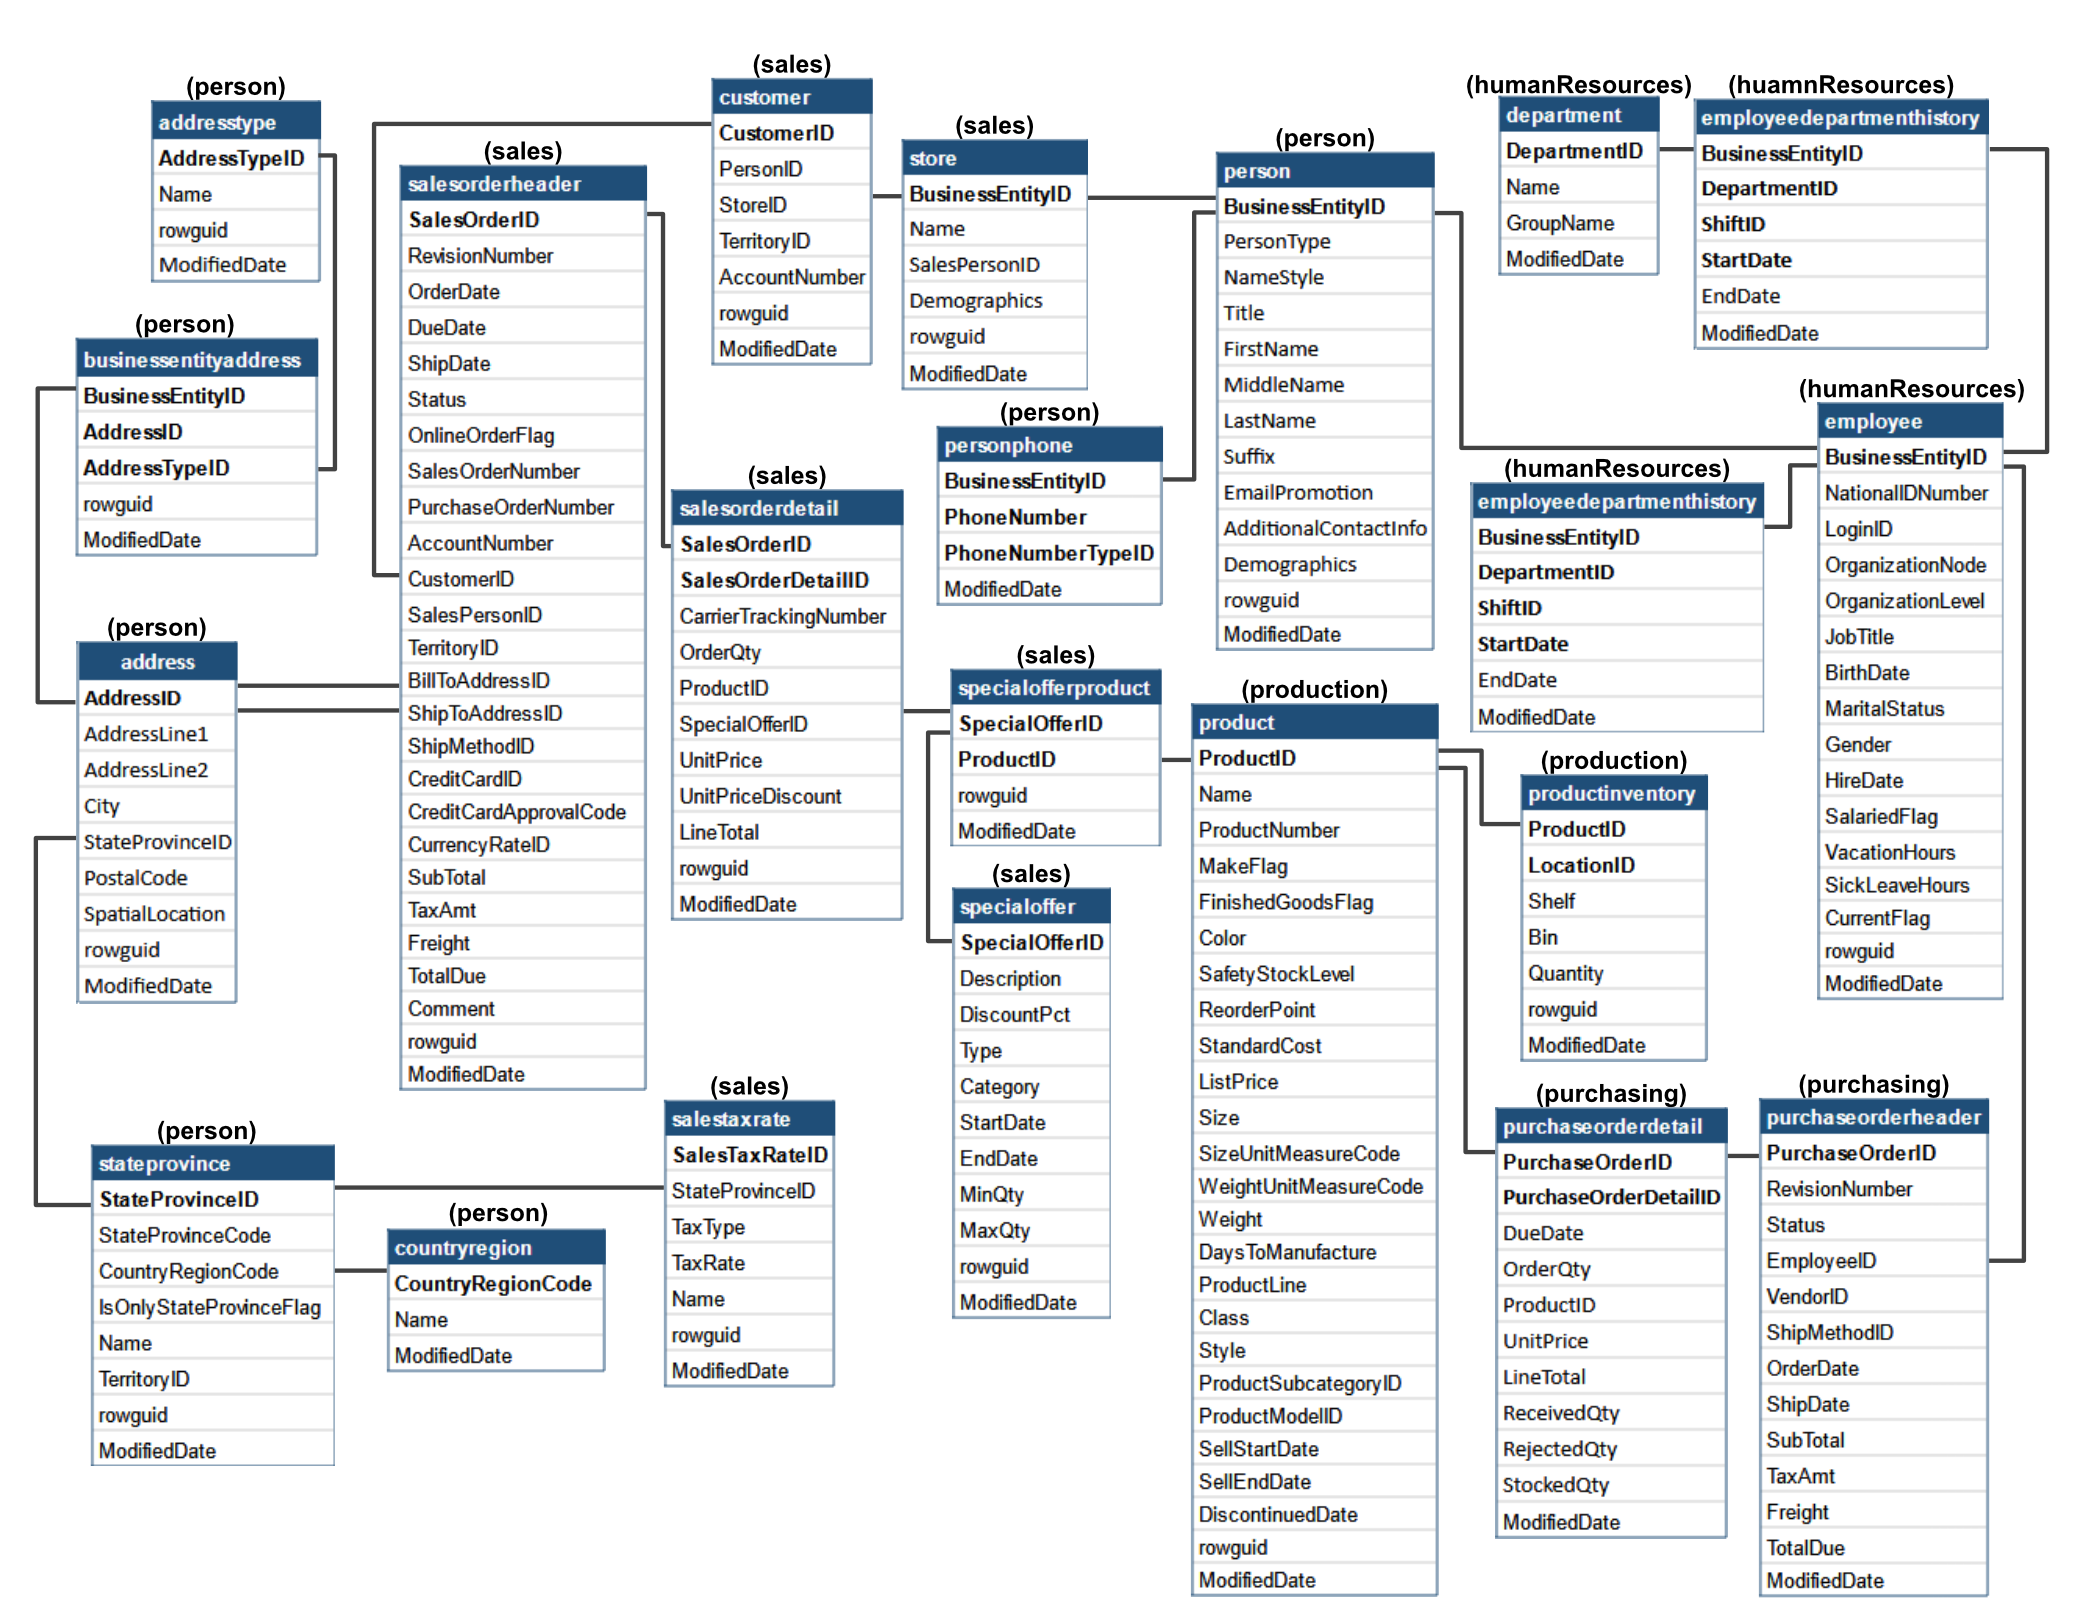 (person)
addresstype
AddressTypeID
Name
rowguid
ModifiedDate
(person)
businessentityaddress
BusinessEntityID
AddressID
AddressTypeID
rowguid
ModifiedDate
(person)
address
AddressID
AddressLine1
AddressLine2
City
StateProvinceID
PostalCode
SpatialLocation
rowguid
ModifiedDate
(person)
stateprovince
StateProvinceID
StateProvinceCode
CountryRegionCode
IsOnlyStateProvinceFlag
Name
TerritoryID
rowguid
ModifiedDate
(sales)
salesorderheader
SalesOrderID
RevisionNumber
OrderDate
DueDate
ShipDate
Status
OnlineOrderFlag
SalesOrderNumber
PurchaseOrderNumber
AccountNumber
CustomerID
SalesPersonID
TerritoryID
BillToAddressID
ShipToAddressID
ShipMethodID
CreditCardID
CreditCardApprovalCode
CurrencyRateID
SubTotal
TaxAmt
Freight
TotalDue
Comment
rowguid
ModifiedDate
(person)
countryregion
CountryRegionCode
Name
ModifiedDate
(sales)
customer
CustomerID
PersonID
StoreID
TerritoryID
AccountNumber
rowguid
ModifiedDate
(sales)
salesorderdetail
SalesOrderID
SalesOrderDetailID
CarrierTrackingNumber
OrderQty
ProductID
SpecialOfferID
UnitPrice
UnitPriceDiscount
LineTotal
rowguid
ModifiedDate
(sales)
salestaxrate
SalesTaxRateID
StateProvinceID
TaxType
TaxRate
Name
rowguid
ModifiedDate
(sales)
store
BusinessEntityID
Name
SalesPersonID
Demographics
rowguid
ModifiedDate
(person)
personphone
BusinessEntityID
PhoneNumber
PhoneNumberTypeID
ModifiedDate
(sales)
specialofferproduct
SpecialOfferID
ProductID
rowguid
ModifiedDate
(sales)
specialoffer
SpecialOfferID
Description
DiscountPct
Type
Category
StartDate
EndDate
MinQty
MaxQty
rowguid
ModifiedDate
(person)
person
BusinessEntityID
PersonType
NameStyle
Title
FirstName
MiddleName
LastName
Suffix
EmailPromotion
AdditionalContactInfo
Demographics
rowguid
ModifiedDate
(production)
product
ProductID
Name
ProductNumber
MakeFlag
FinishedGoodsFlag
Color
SafetyStockLevel
ReorderPoint
StandardCost
ListPrice
Size
SizeUnitMeasureCode
WeightUnitMeasureCode
Weight
DaysToManufacture
ProductLine
Class
Style
ProductSubcategoryID
ProductModelID
SellStartDate
SellEndDate
DiscontinuedDate
rowguid
ModifiedDate
(humanResources)
department
DepartmentID
Name
GroupName
ModifiedDate
(huamnResources)
employeedepartmenthistory
BusinessEntityID
DepartmentID
ShiftID
StartDate
EndDate
ModifiedDate
(humanResources)
employeedepartmenthistory
BusinessEntityID
DepartmentID
ShiftID
StartDate
EndDate
ModifiedDate
(humanResources)
employee
BusinessEntityID
NationalIDNumber
LoginID
OrganizationNode
OrganizationLevel
JobTitle
BirthDate
MaritalStatus
Gender
HireDate
SalariedFlag
VacationHours
SickLeaveHours
CurrentFlag
rowguid
ModifiedDate
(production)
productinventory
ProductID
LocationID
Shelf
Bin
Quantity
rowguid
ModifiedDate
(purchasing)
purchaseorderdetail
PurchaseOrderID
PurchaseOrderDetailID
DueDate
OrderQty
ProductID
UnitPrice
LineTotal
ReceivedQty
RejectedQty
StockedQty
ModifiedDate
(purchasing)
purchaseorderheader
PurchaseOrderID
RevisionNumber
Status
EmployeeID
VendorID
ShipMethodID
OrderDate
ShipDate
SubTotal
TaxAmt
Freight
TotalDue
ModifiedDate